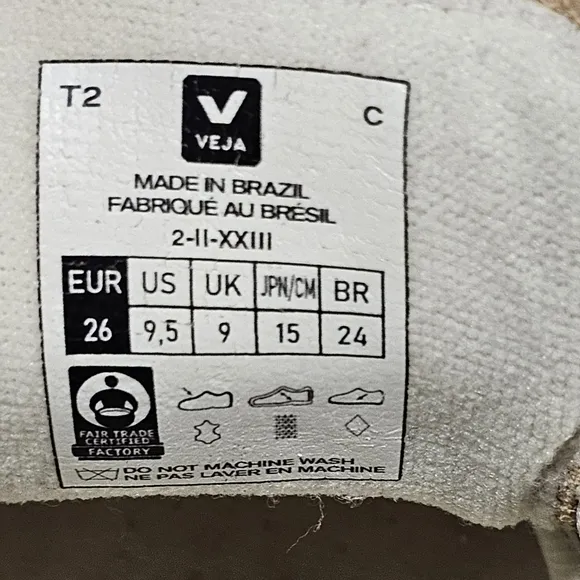 T2
C
V
VEJA
MADE IN BRAZIL
FABRIQUÉ AU BRÉSIL
2-II-XXIII
EUR US UK JPN/CM BR
26 9,5 9 15 24
FAIR TRADE
CERTIFIED
FACTORY
DO NOT MACHINE WASH
NE PAS LAVER EN MACHINE